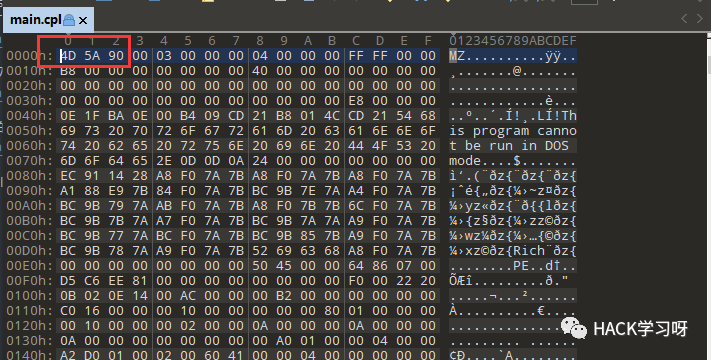 main.cpl
0 1 2 3 4 5 6 7 8 9 A B C D E F 0123456789ABCDEF
0000h: 4D 5A 90 00 03 00 00 00 04 00 00 00 FF FF 00 00 MZ..........ÿÿ..
0010h: B8 00 00 00 00 00 00 00 40 00 00 00 00 00 00 00 ¸.......@.......
0020h: 00 00 00 00 00 00 00 00 00 00 00 00 00 00 00 00 ................
0030h: 00 00 00 00 00 00 00 00 00 00 00 00 E8 00 00 00 ............è...
0040h: 0E 1F BA 0E 00 B4 09 CD 21 B8 01 4C CD 21 54 68 ..º..´.Í!¸.LÍ!Th
0050h: 69 73 20 70 72 6F 67 72 61 6D 20 63 61 6E 6E 6F is program canno
0060h: 74 20 62 65 20 72 75 6E 20 69 6E 20 44 4F 53 20 t be run in DOS
0070h: 6D 6F 64 65 2E 0D 0D 0A 24 00 00 00 00 00 00 00 mode....$.......
0080h: EC 91 14 28 A8 F0 7A 7B A8 F0 7A 7B A8 F0 7A 7B ì‘.(¨ðz{¨ðz{¨ðz{
0090h: A1 88 E9 7B 84 F0 7A 7B BC 9B 7E 7A A4 F0 7A 7B ¡ˆé{„ðz{¼›~z¤ðz{
00A0h: BC 9B 79 7A AB F0 7A 7B A8 F0 7B 7B 6C F0 7A 7B ¼›yz«ðz{¨ð{{lðz{
00B0h: BC 9B 7B 7A A7 F0 7A 7B BC 9B 7A 7A A9 F0 7A 7B ¼›{z§ðz{¼›zz©ðz{
00C0h: BC 9B 77 7A BC F0 7A 7B BC 9B 85 7B A9 F0 7A 7B ¼›wz¼ðz{¼›…{©ðz{
00D0h: BC 9B 78 7A A9 F0 7A 7B 52 69 63 68 A8 F0 7A 7B ¼›xz©ðz{Rich¨ðz{
00E0h: 00 00 00 00 00 00 00 00 50 45 00 00 64 86 07 00 ........PE..d†..
00F0h: D5 C6 EE 81 00 00 00 00 00 00 00 00 F0 00 22 20 ÕÆî.........ð."
0100h: 0B 02 0E 14 00 AC 00 00 00 B2 00 00 00 00 00 00 .....¬...²......
0110h: C0 16 00 00 00 10 00 00 00 00 00 80 01 00 00 00 À..........€....
0120h: 00 10 00 00 00 02 00 00 0A 00 00 00 0A 00 00 00
0130h: 0A 00 00 00 00 00 00 00 00 A0 01 00 00 04 00 00
0140h: A2 D0 01 00 02 00 60 41 00 00 04 00 00 00 00 00 ¢Ð....`A........
HACK学习呀